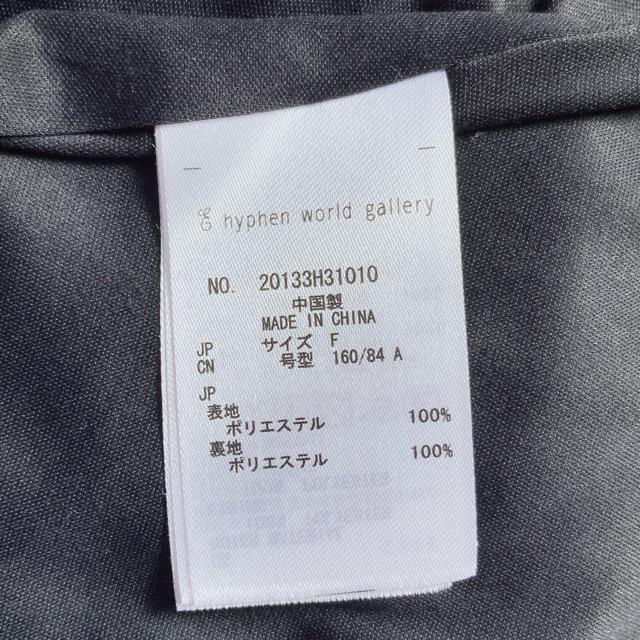 E hyphen world gallery
NO. 20133H31010
中国製
MADE IN CHINA
JP サイズ F
CN 号型 160/84 A
JP
表地
ポリエステル 100%
裏地
ポリエステル 100%